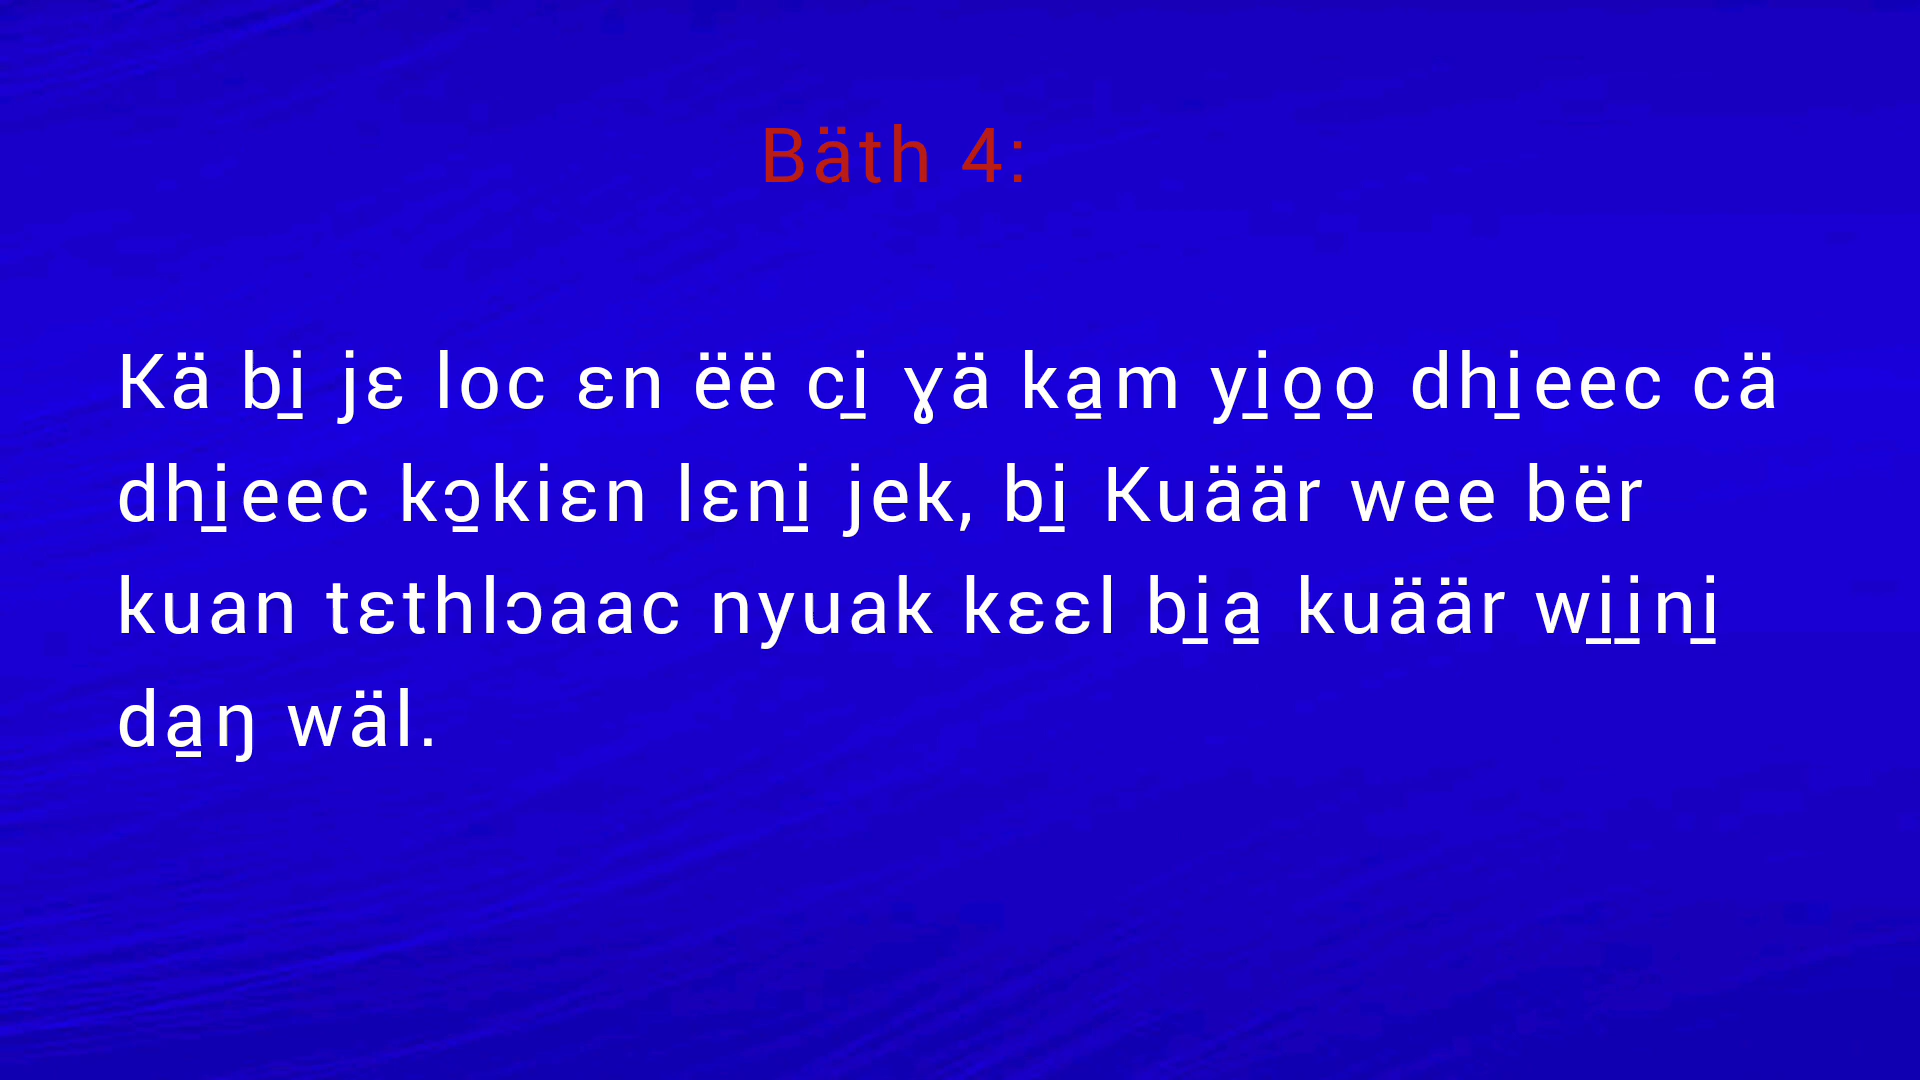 Bäth 4:
Kä bi̱ jɛ loc ɛn ëë ci̱ ɣä ka̱m yi̱o̱o̱ dhi̱eec cä
dhi̱eec kɔ̱kiɛn lɛni̱ jek, bi̱ Kuäär wee bër
kuan tɛthlɔaac nyuak kɛɛl bi̱a̱ kuäär wi̱i̱ni̱
da̱ŋ wäl.